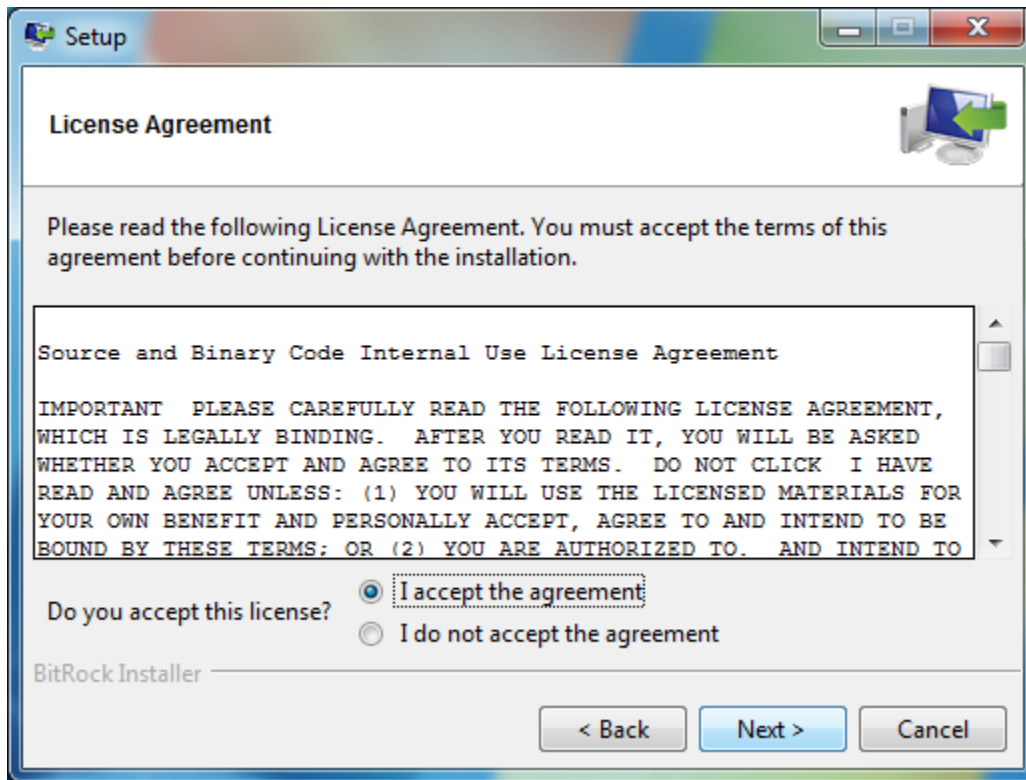 Setup
License Agreement
Please read the following License Agreement. You must accept the terms of this
agreement before continuing with the installation.
Source and Binary Code Internal Use License Agreement
IMPORTANT  PLEASE CAREFULLY READ THE FOLLOWING LICENSE AGREEMENT,
WHICH IS LEGALLY BINDING.  AFTER YOU READ IT, YOU WILL BE ASKED
WHETHER YOU ACCEPT AND AGREE TO ITS TERMS.  DO NOT CLICK  I HAVE
READ AND AGREE UNLESS: (1) YOU WILL USE THE LICENSED MATERIALS FOR
YOUR OWN BENEFIT AND PERSONALLY ACCEPT, AGREE TO AND INTEND TO BE
BOUND BY THESE TERMS; OR (2) YOU ARE AUTHORIZED TO.  AND INTEND TO
Do you accept this license?
I accept the agreement
I do not accept the agreement
BitRock Installer
< Back Next > Cancel